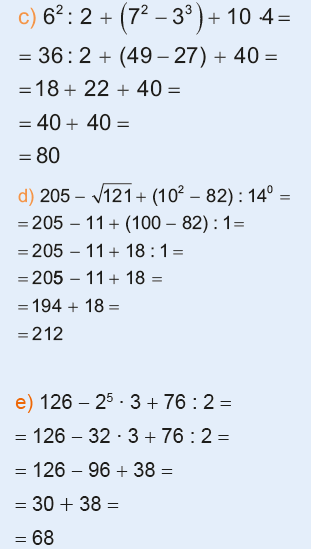 c) 6² : 2 + (7² − 3³) + 10 ·4 =
= 36 : 2 + (49 − 27) + 40 =
= 18 + 22 + 40 =
= 40 + 40 =
= 80
d) 205 − √121 + (10² − 82) : 14⁰ =
= 205 − 11 + (100 − 82) : 1 =
= 205 − 11 + 18 : 1 =
= 205 − 11 + 18 =
= 194 + 18 =
= 212
e) 126 − 2⁵ · 3 + 76 : 2 =
= 126 − 32 · 3 + 76 : 2 =
= 126 − 96 + 38 =
= 30 + 38 =
= 68